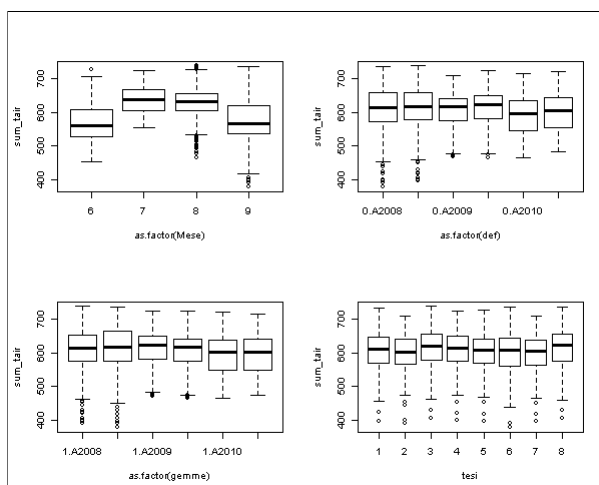 sum_tair
700
600
500
400
6 7 8 9
as.factor(Mese)
sum_tair
700
600
500
400
0.A2008 0.A2009 0.A2010
as.factor(def)
sum_tair
700
600
500
400
1.A2008 1.A2009 1.A2010
as.factor(gemme)
sum_tair
700
600
500
400
1 2 3 4 5 6 7 8
tesi